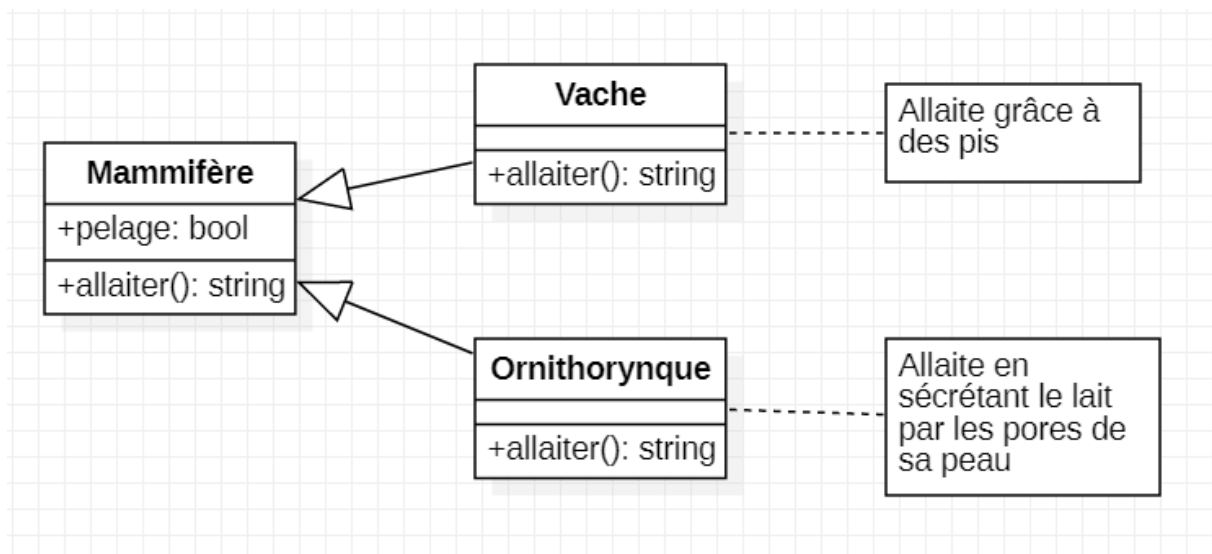 Mammifère
+pelage: bool
+allaiter(): string
Vache
+allaiter(): string
Allaite grâce à
des pis
Ornithorynque
+allaiter(): string
Allaite en
sécrétant le lait
par les pores de
sa peau